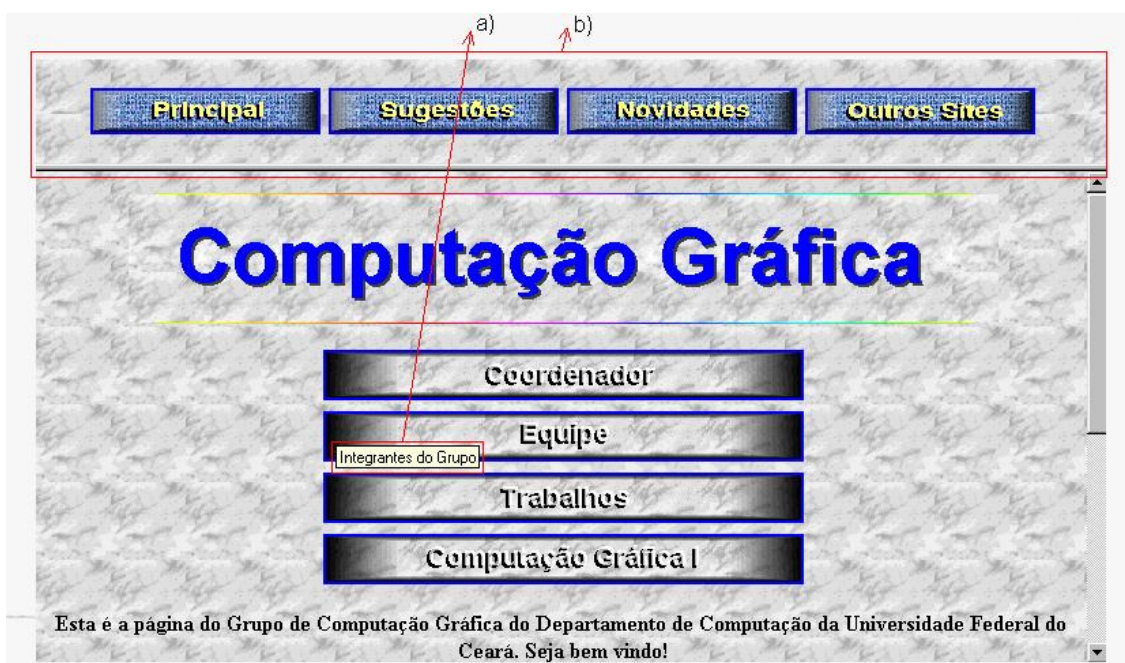 a)
b)
Principal Sugestões Novidades Outros Sites
Computação Gráfica
Coordenador
Equipe
Integrantes do Grupo
Trabalhos
Computação Gráfica I
Esta é a página do Grupo de Computação Gráfica do Departamento de Computação da Universidade Federal do
Ceará. Seja bem vindo!